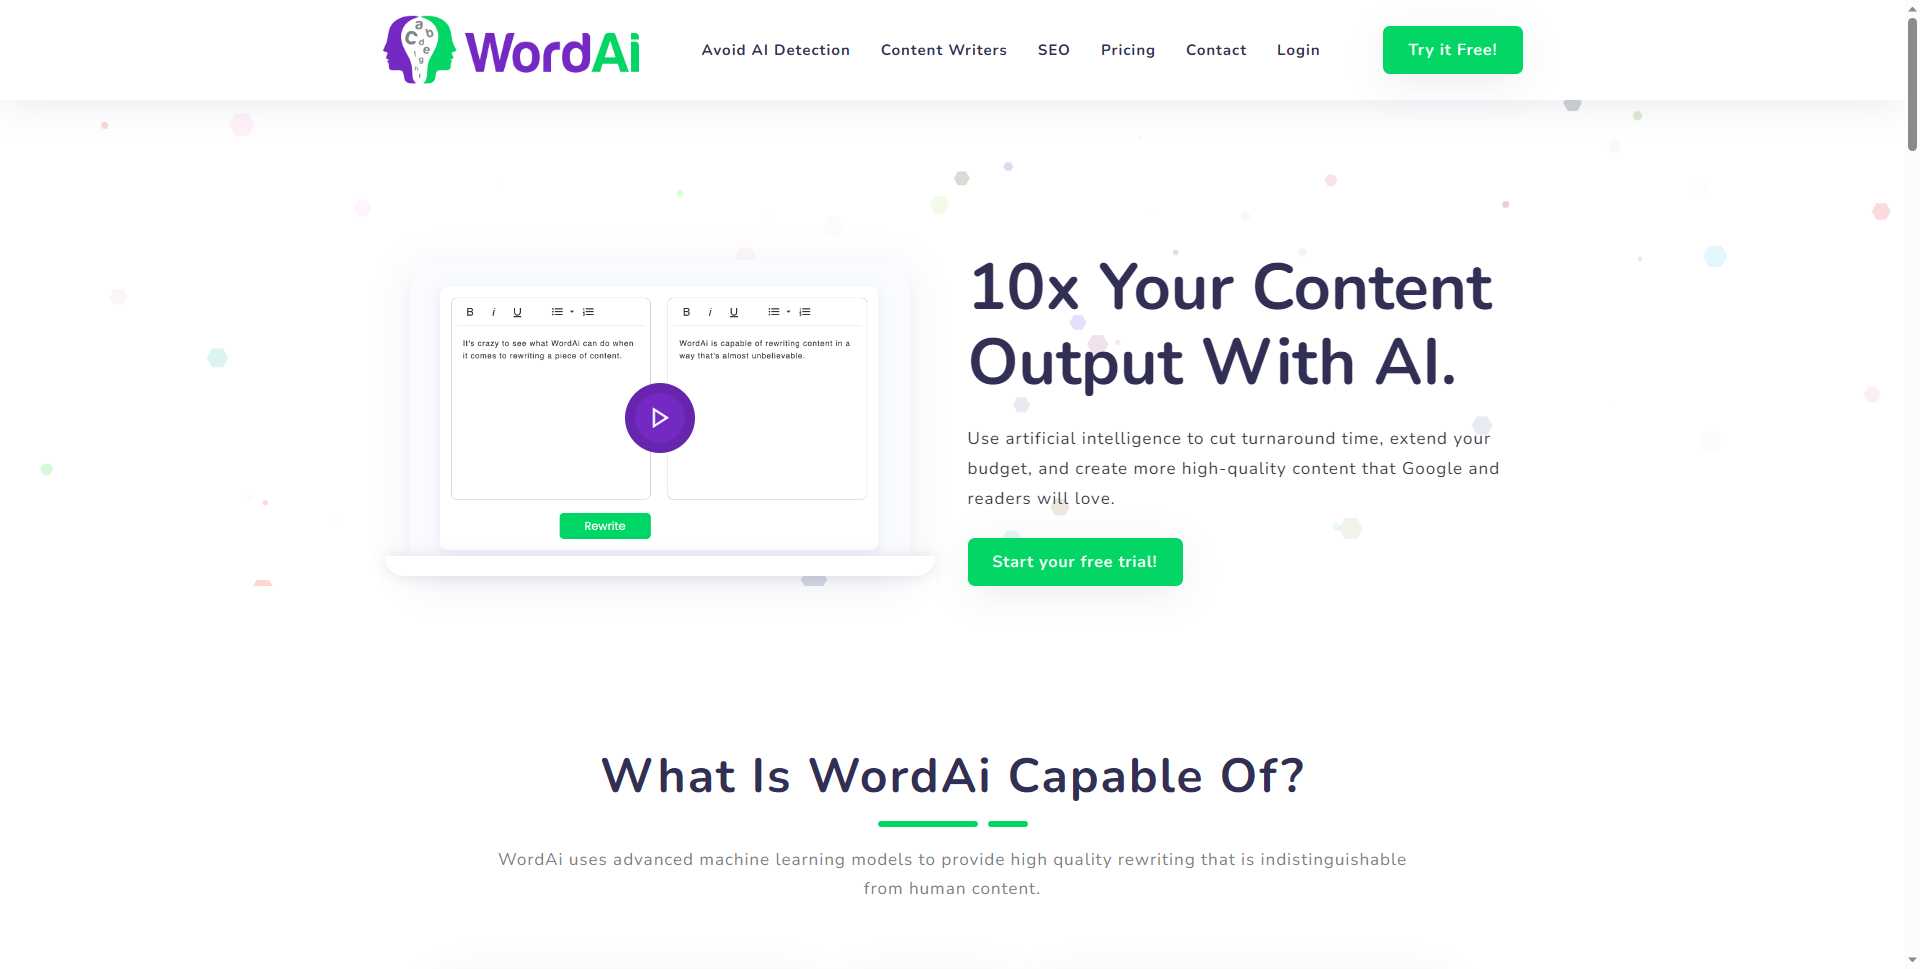 WordAi
Avoid AI Detection
Content Writers
SEO
Pricing
Contact
Login
Try it Free!
B i U
It's crazy to see what WordAi can do when
it comes to rewriting a piece of content.
B i U
WordAi is capable of rewriting content in a
way that's almost unbelievable.
Rewrite
10x Your Content
Output With AI.
Use artificial intelligence to cut turnaround time, extend your
budget, and create more high-quality content that Google and
readers will love.
Start your free trial!
What Is WordAi Capable Of?
WordAi uses advanced machine learning models to provide high quality rewriting that is indistinguishable
from human content.